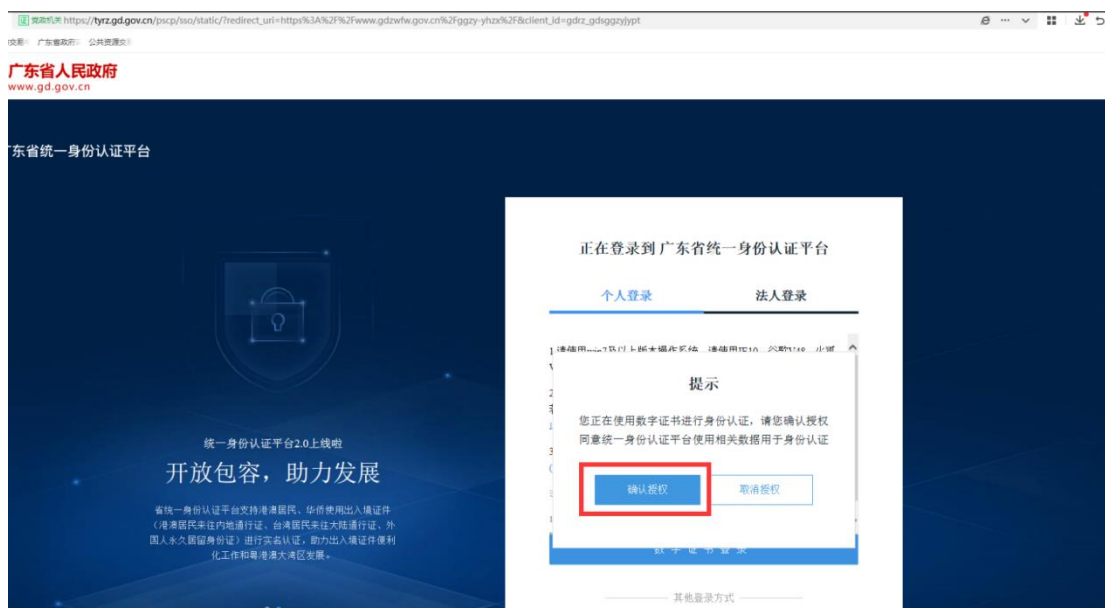 证 党政机关 https://tyrz.gd.gov.cn/pscp/sso/static/?redirect_uri=https%3A%2F%2Fwww.gdzwfw.gov.cn%2Fggzy-yhzx%2F&client_id=gdrz_gdsggzyjypt
广东省政府 公共资源交
广东省人民政府
www.gd.gov.cn
东省统一身份认证平台
正在登录到 广东省统一身份认证平台
个人登录 法人登录
提示
您正在使用数字证书进行身份认证，请您确认授权
同意统一身份认证平台使用相关数据用于身份认证
确认授权 取消授权
数字证书登录
其他登录方式
统一身份认证平台2.0上线啦
开放包容，助力发展
省统一身份认证平台支持港澳居民、华侨使用出入境证件
（港澳居民来往内地通行证、台湾居民来往大陆通行证、外
国人永久居留身份证）进行实名认证，助力出入境证件便利
化工作和粤港澳大湾区发展。